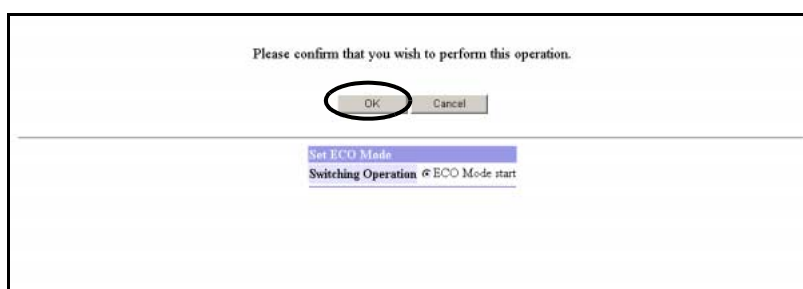 Please confirm that you wish to perform this operation.
OK Cancel
Set ECO Mode
Switching Operation ECO Mode start